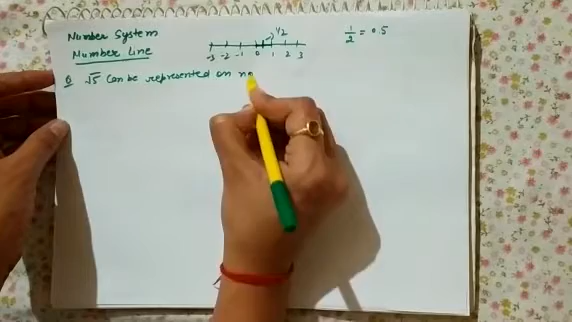 Number System
Number Line
1/2
-3 -2 -1 0 1 2 3
1/2 = 0.5
Q √5 Can be represented on